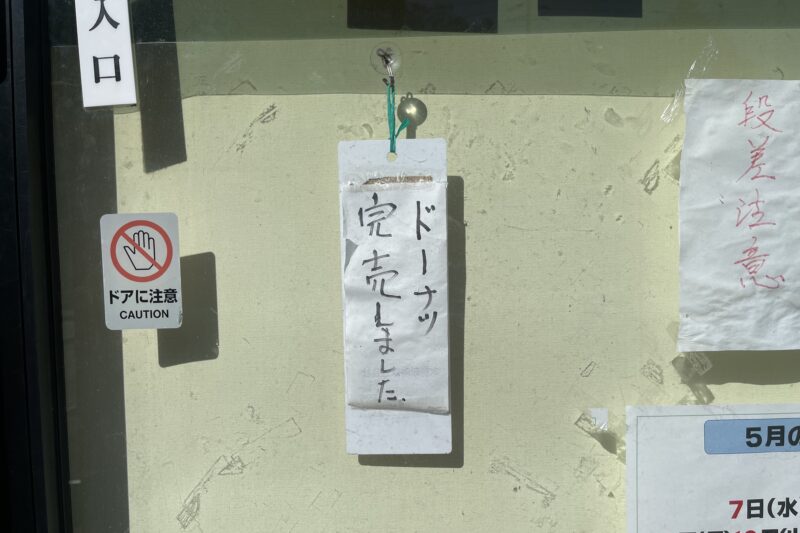 入口
ドアに注意
CAUTION
ドーナツ
完売しました.
段差注意
5月の
7日(水